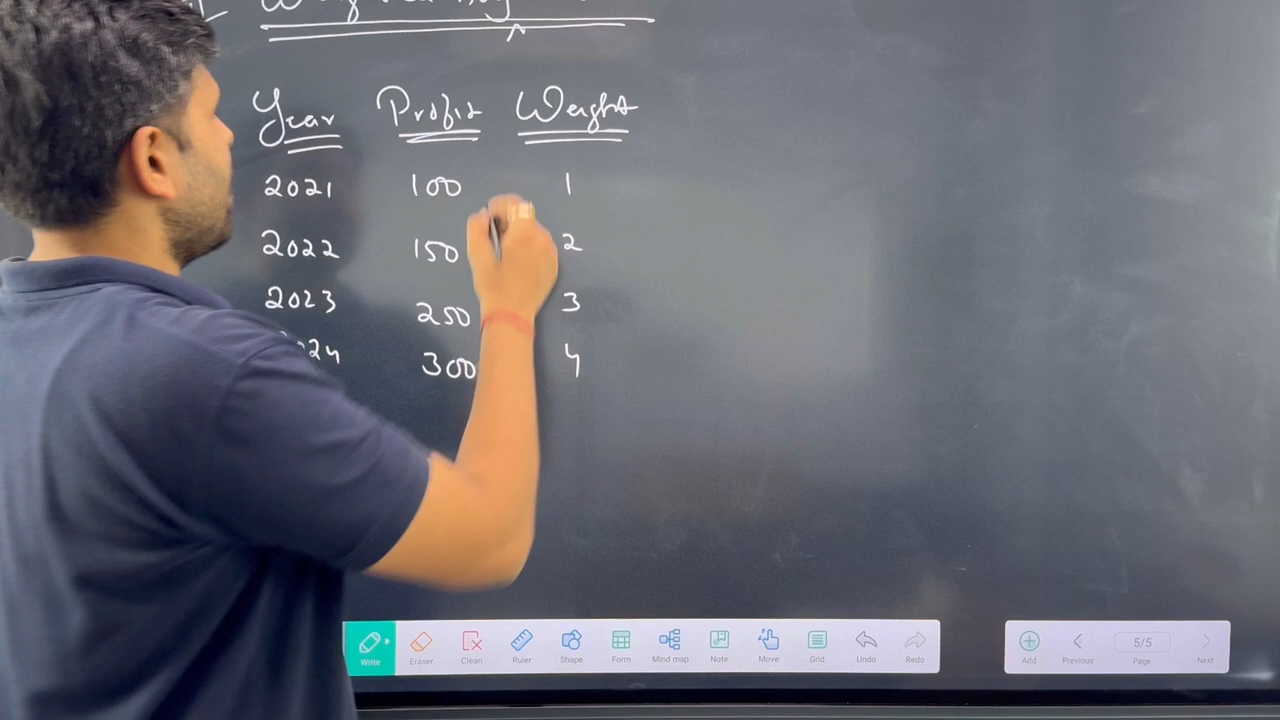 Year Profit Weight
2021 100 1
2022 150 2
2023 250 3
24 300 4
Write Eraser Clean Ruler Shape Form Mind map Note Move Grid Undo Redo
Add Previous 5/5 Page Next